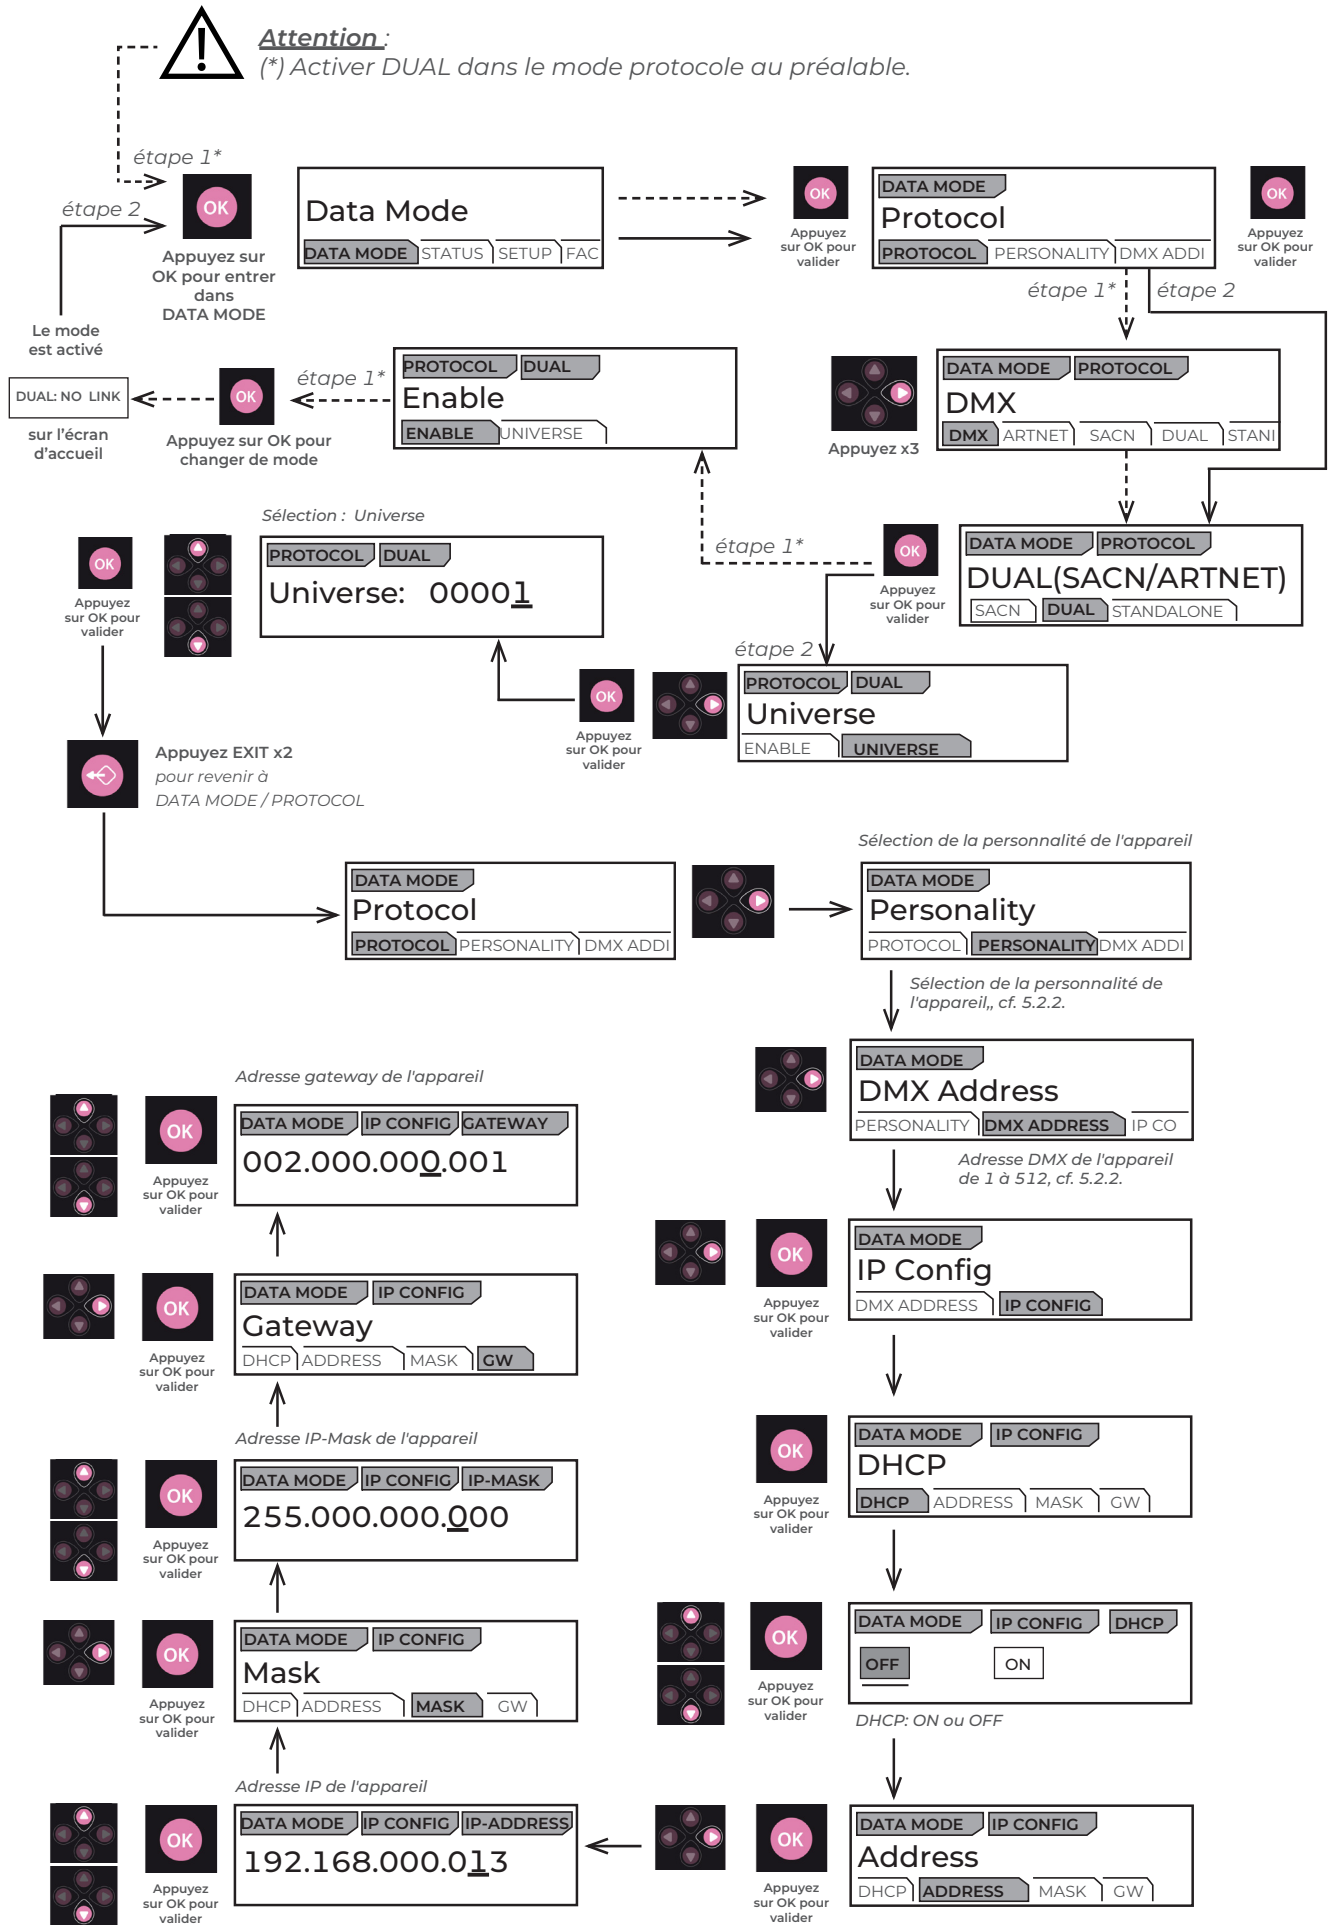 Attention :
(*) Activer DUAL dans le mode protocole au préalable.
étape 1*
étape 2
OK
Appuyez sur
OK pour entrer
dans
DATA MODE
Data Mode
DATA MODE STATUS SETUP FAC
OK
Appuyez
sur OK pour
valider
DATA MODE
Protocol
PROTOCOL PERSONALITY DMX ADDI
OK
Appuyez
sur OK pour
valider
étape 1*
étape 2
Le mode
est activé
DUAL: NO LINK
sur l'écran
d'accueil
OK
Appuyez sur OK pour
changer de mode
étape 1*
PROTOCOL DUAL
Enable
ENABLE UNIVERSE
Appuyez x3
DATA MODE PROTOCOL
DMX
DMX ARTNET SACN DUAL STANI
Sélection : Universe
OK
Appuyez
sur OK pour
valider
PROTOCOL DUAL
Universe: 00001
étape 1*
OK
Appuyez
sur OK pour
valider
DATA MODE PROTOCOL
DUAL(SACN/ARTNET)
SACN DUAL STANDALONE
étape 2
OK
Appuyez
sur OK pour
valider
PROTOCOL DUAL
Universe
ENABLE UNIVERSE
Appuyez EXIT x2
pour revenir à
DATA MODE / PROTOCOL
DATA MODE
Protocol
PROTOCOL PERSONALITY DMX ADDI
Sélection de la personnalité de l'appareil
DATA MODE
Personality
PROTOCOL PERSONALITY DMX ADDI
Sélection de la personnalité de
l'appareil,, cf. 5.2.2.
DATA MODE
DMX Address
PERSONALITY DMX ADDRESS IP CO
Adresse DMX de l'appareil
de 1 à 512, cf. 5.2.2.
OK
Appuyez
sur OK pour
valider
DATA MODE
IP Config
DMX ADDRESS IP CONFIG
OK
Appuyez
sur OK pour
valider
DATA MODE IP CONFIG
DHCP
DHCP ADDRESS MASK GW
OK
Appuyez
sur OK pour
valider
DATA MODE IP CONFIG DHCP
OFF ON
DHCP: ON ou OFF
OK
Appuyez
sur OK pour
valider
DATA MODE IP CONFIG
Address
DHCP ADDRESS MASK GW
Adresse IP de l'appareil
OK
Appuyez
sur OK pour
valider
DATA MODE IP CONFIG IP-ADDRESS
192.168.000.013
OK
Appuyez
sur OK pour
valider
DATA MODE IP CONFIG
Mask
DHCP ADDRESS MASK GW
Adresse IP-Mask de l'appareil
OK
Appuyez
sur OK pour
valider
DATA MODE IP CONFIG IP-MASK
255.000.000.000
OK
Appuyez
sur OK pour
valider
DATA MODE IP CONFIG
Gateway
DHCP ADDRESS MASK GW
Adresse gateway de l'appareil
OK
Appuyez
sur OK pour
valider
DATA MODE IP CONFIG GATEWAY
002.000.000.001